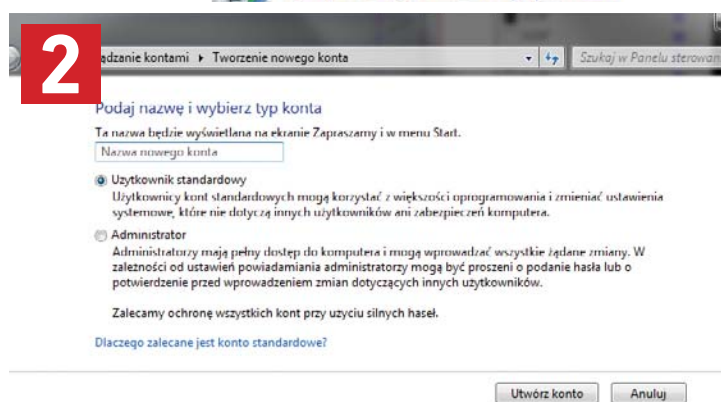 2
ądzanie kontami ▸ Tworzenie nowego konta
Szukaj w Panelu sterowan
Podaj nazwę i wybierz typ konta
Ta nazwa będzie wyświetlana na ekranie Zapraszamy i w menu Start.
Nazwa nowego konta
Użytkownik standardowy
Użytkownicy kont standardowych mogą korzystać z większości oprogramowania i zmieniać ustawienia
systemowe, które nie dotyczą innych użytkowników ani zabezpieczeń komputera.
Administrator
Administratorzy mają pełny dostęp do komputera i mogą wprowadzać wszystkie żądane zmiany. W
zależności od ustawień powiadamiania administratorzy mogą być proszeni o podanie hasła lub o
potwierdzenie przed wprowadzeniem zmian dotyczących innych użytkowników.
Zalecamy ochronę wszystkich kont przy użyciu silnych haseł.
Dlaczego zalecane jest konto standardowe?
Utwórz konto
Anuluj